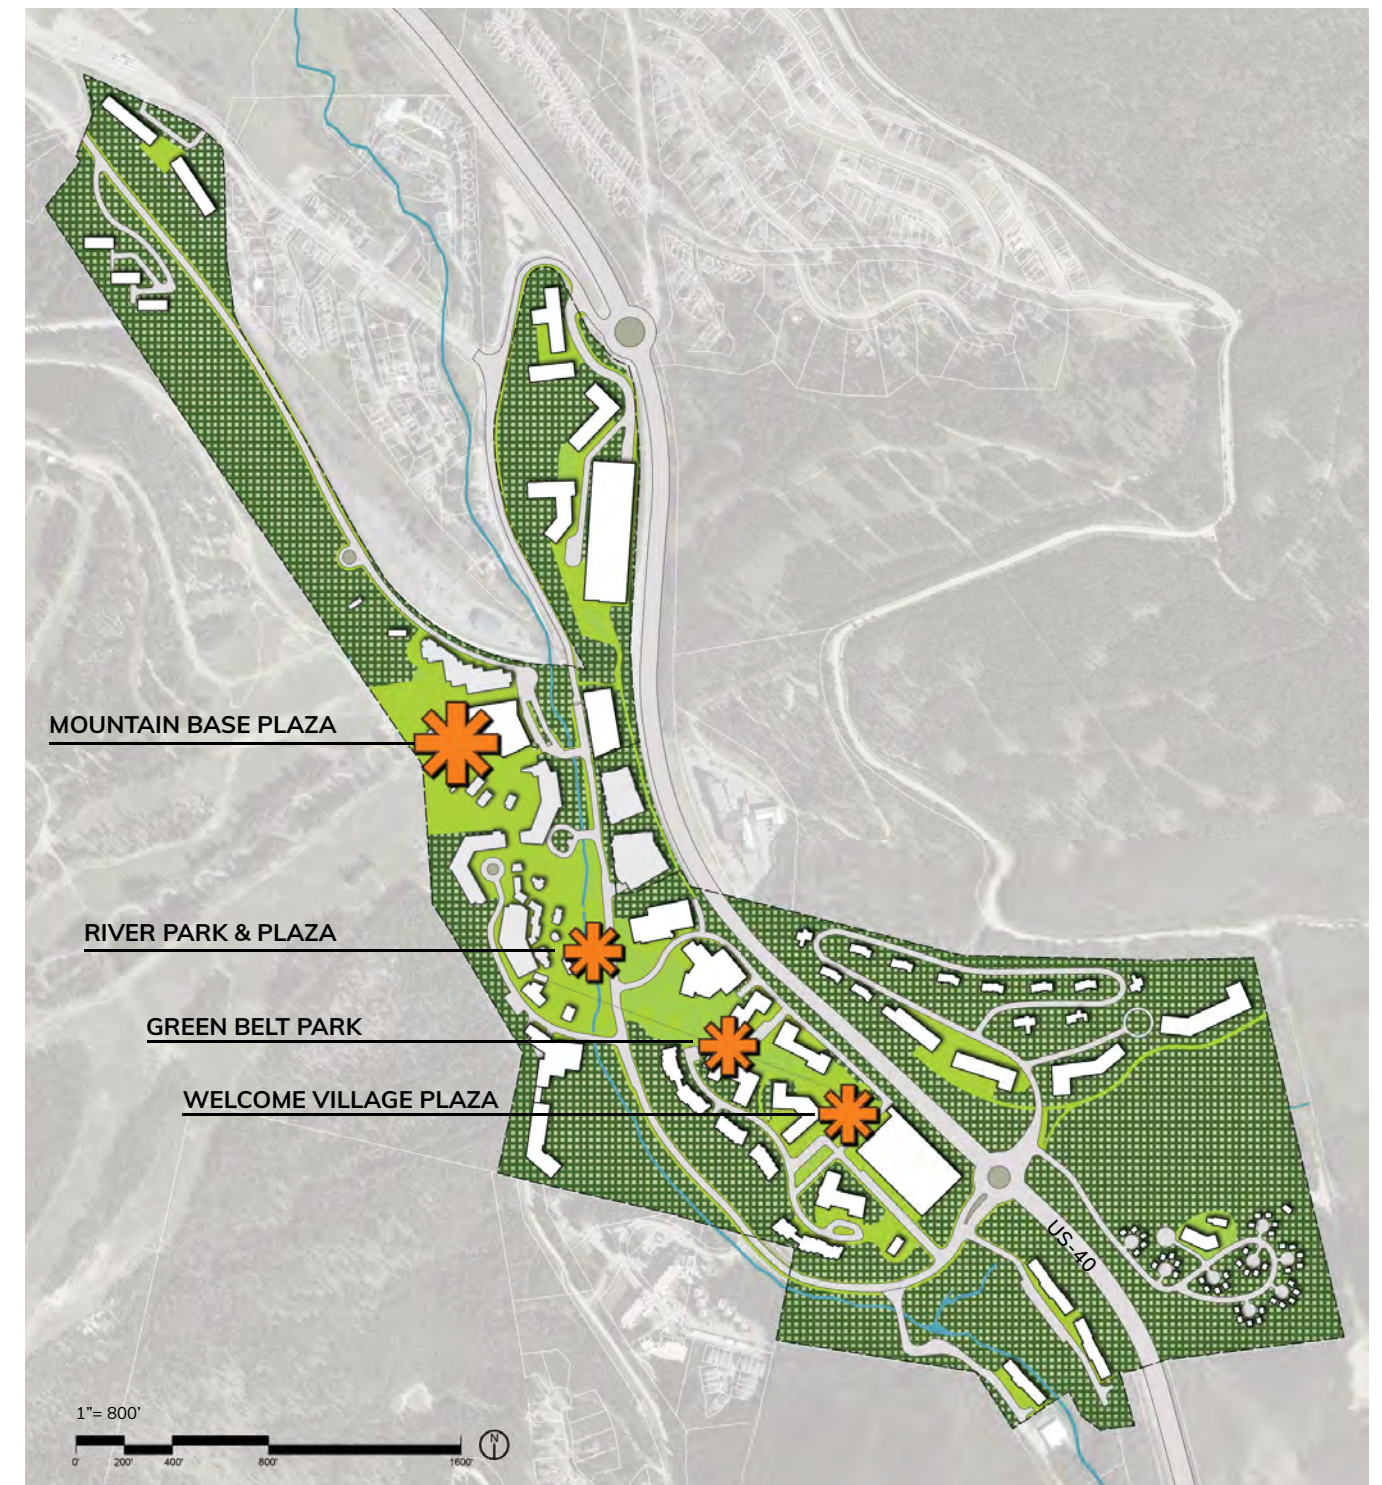 MOUNTAIN BASE PLAZA
RIVER PARK & PLAZA
GREEN BELT PARK
WELCOME VILLAGE PLAZA
US-40
1”= 800’
N
0' 200' 400' 800' 1600'